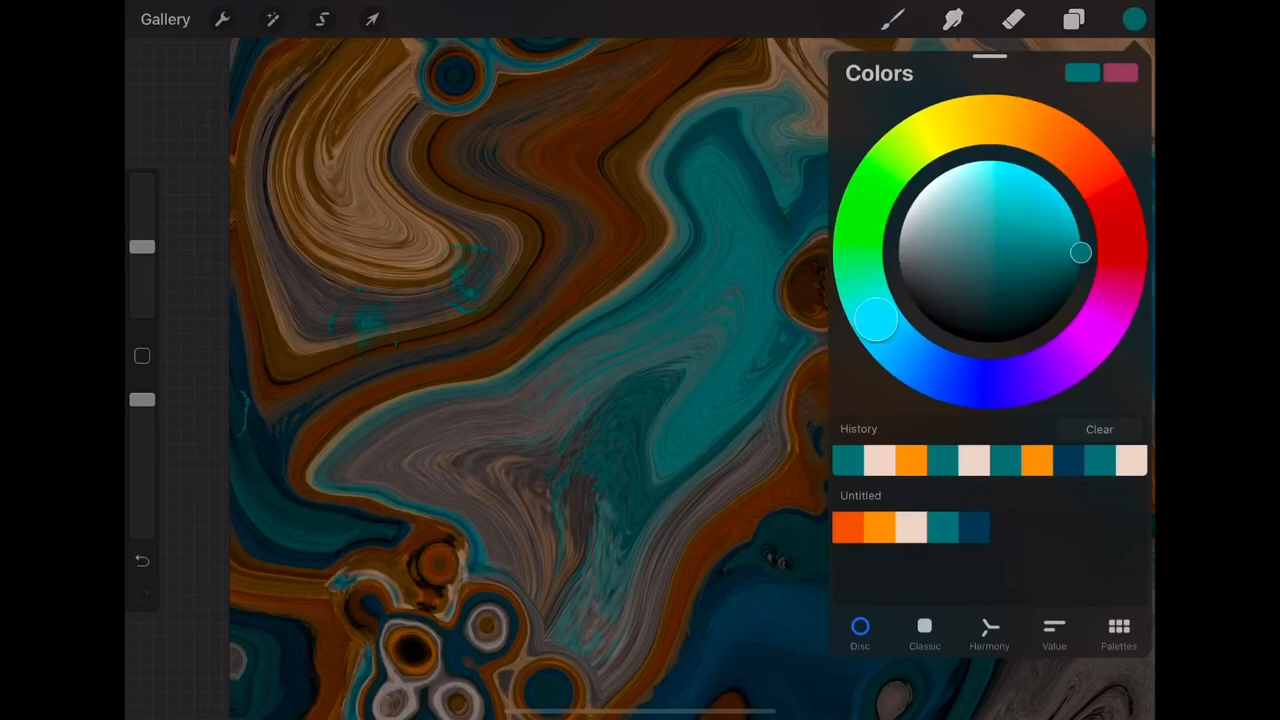 Gallery
Colors
History
Clear
Untitled
Disc
Classic
Harmony
Value
Palettes